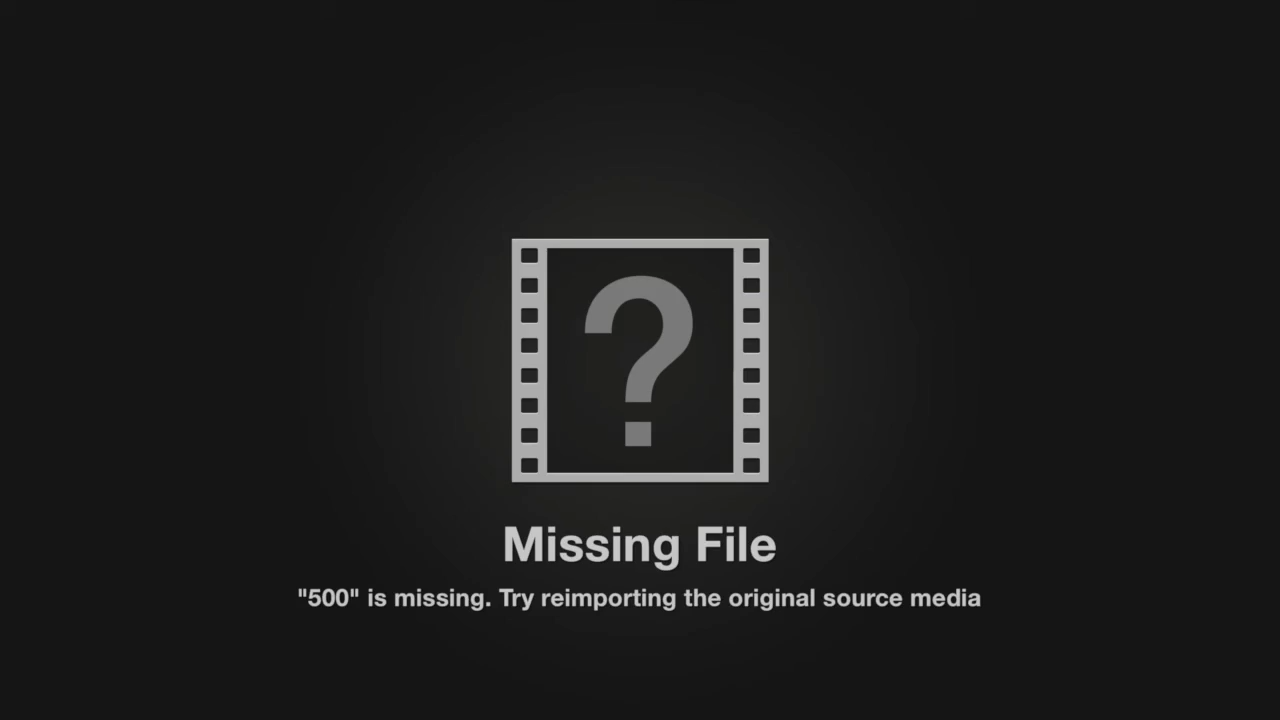 ?
Missing File
"500" is missing. Try reimporting the original source media